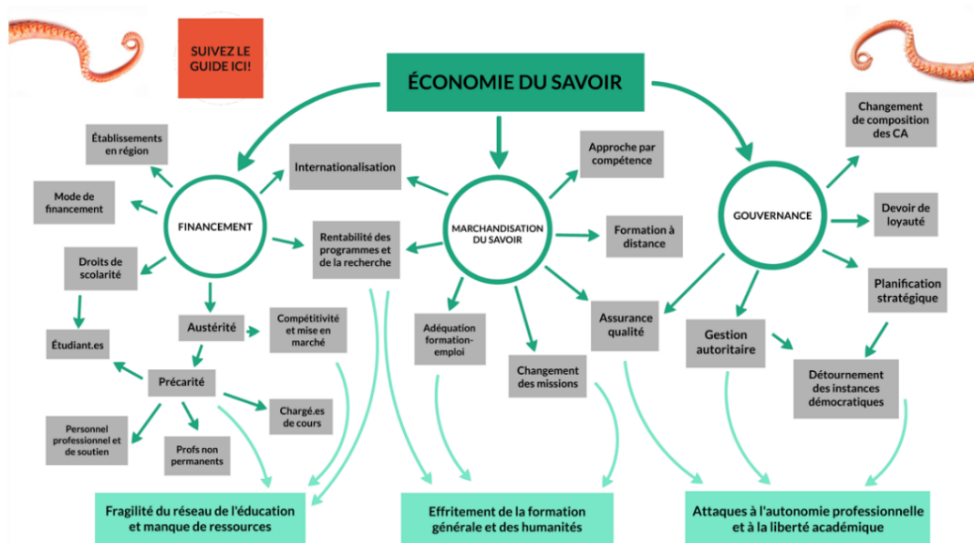 SUIVEZ LE
GUIDE ICI!
ÉCONOMIE DU SAVOIR
Changement
de composition
des CA
Établissements
en région
Internationalisation
Approche par
compétence
Mode de
financement
FINANCEMENT
MARCHANDISATION
DU SAVOIR
GOUVERNANCE
Devoir de
loyauté
Droits de
scolarité
Rentabilité des
programmes et
de la recherche
Formation à
distance
Planification
stratégique
Étudiant.es
Austérité
Compétitivité
et mise en
marché
Adéquation
formation-
emploi
Assurance
qualité
Gestion
autoritaire
Précarité
Changement
des missions
Détournement
des instances
démocratiques
Personnel
professionnel et
de soutien
Profs non
permanents
Chargé.es
de cours
Fragilité du réseau de l'éducation
et manque de ressources
Effritement de la formation
générale et des humanités
Attaques à l'autonomie professionnelle
et à la liberté académique